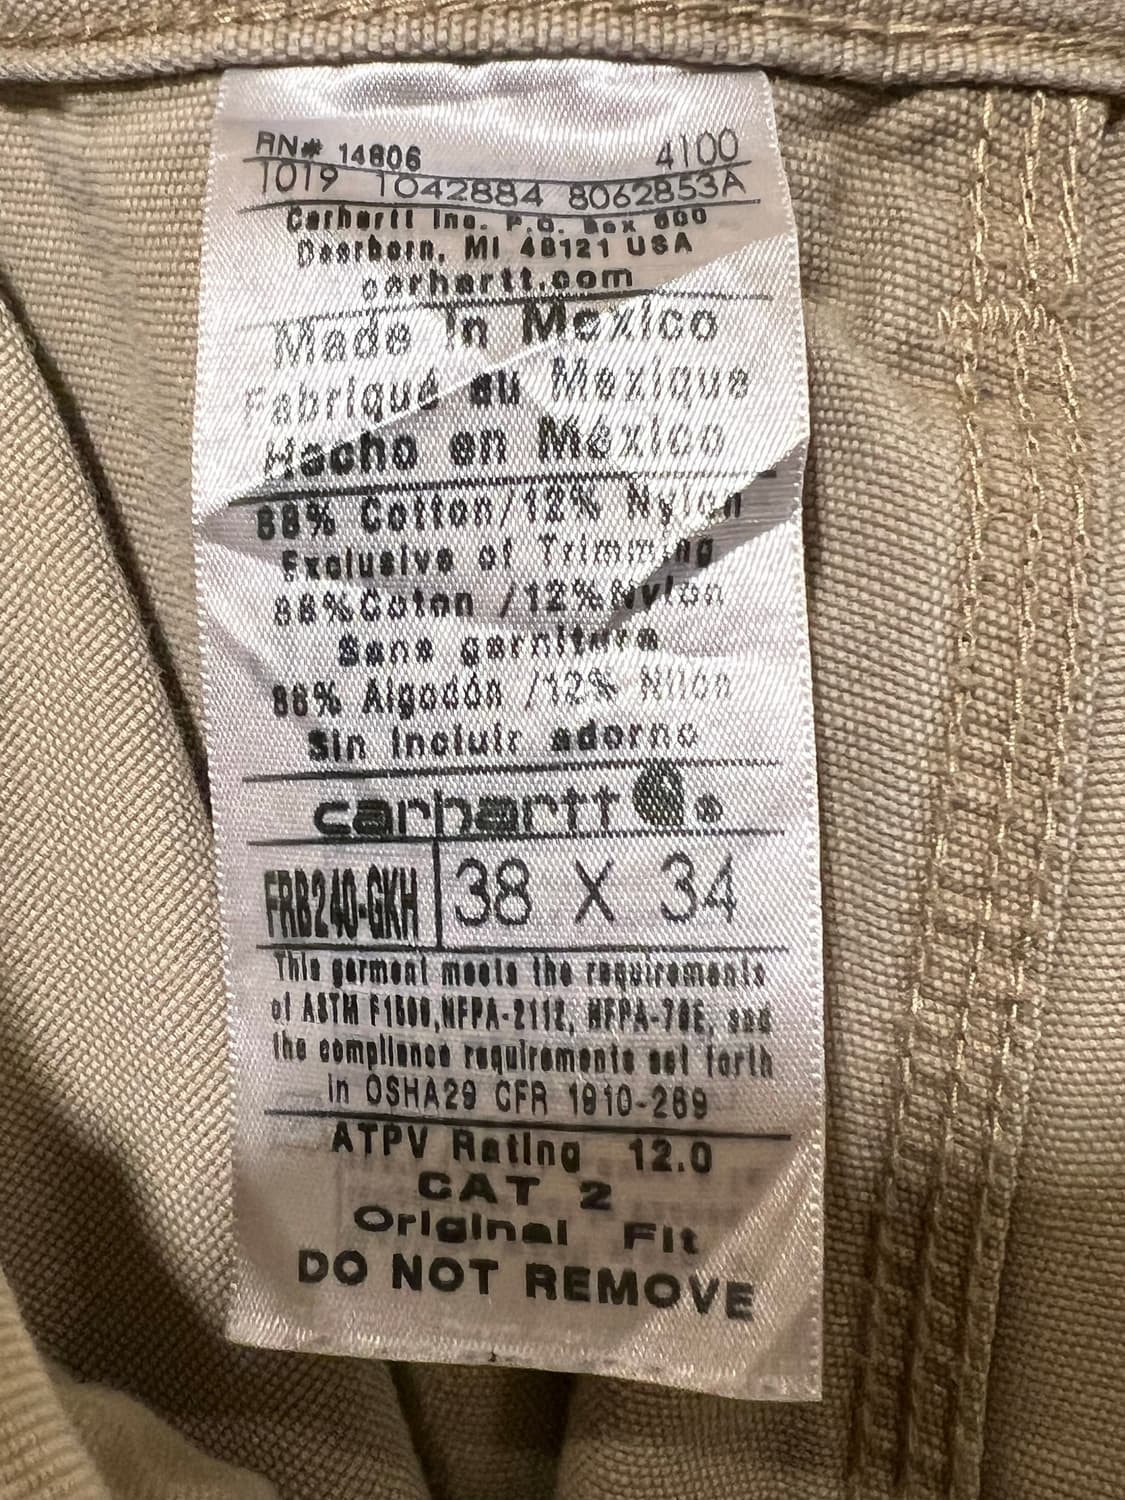 RN# 14806 4100
1019 1042884 8062853A
Carhartt Inc. P.O. Box 600
Dearborn, MI 48121 USA
carhartt.com
Made In Mexico
Fabriqué au Mexique
Hecho en México
88% Cotton/12% Nylon
Exclusive of Trimming
88%Coton /12%Nylon
Sans garniture
88% Algodón /12% Nilón
Sin incluir adorno
carhartt ®
FRB240-GKH 38 X 34
This garment meets the requirements
of ASTM F1506,NFPA-2112, NFPA-70E, and
the compliance requirements set forth
in OSHA29 CFR 1910-269
ATPV Rating 12.0
CAT 2
Original Fit
DO NOT REMOVE